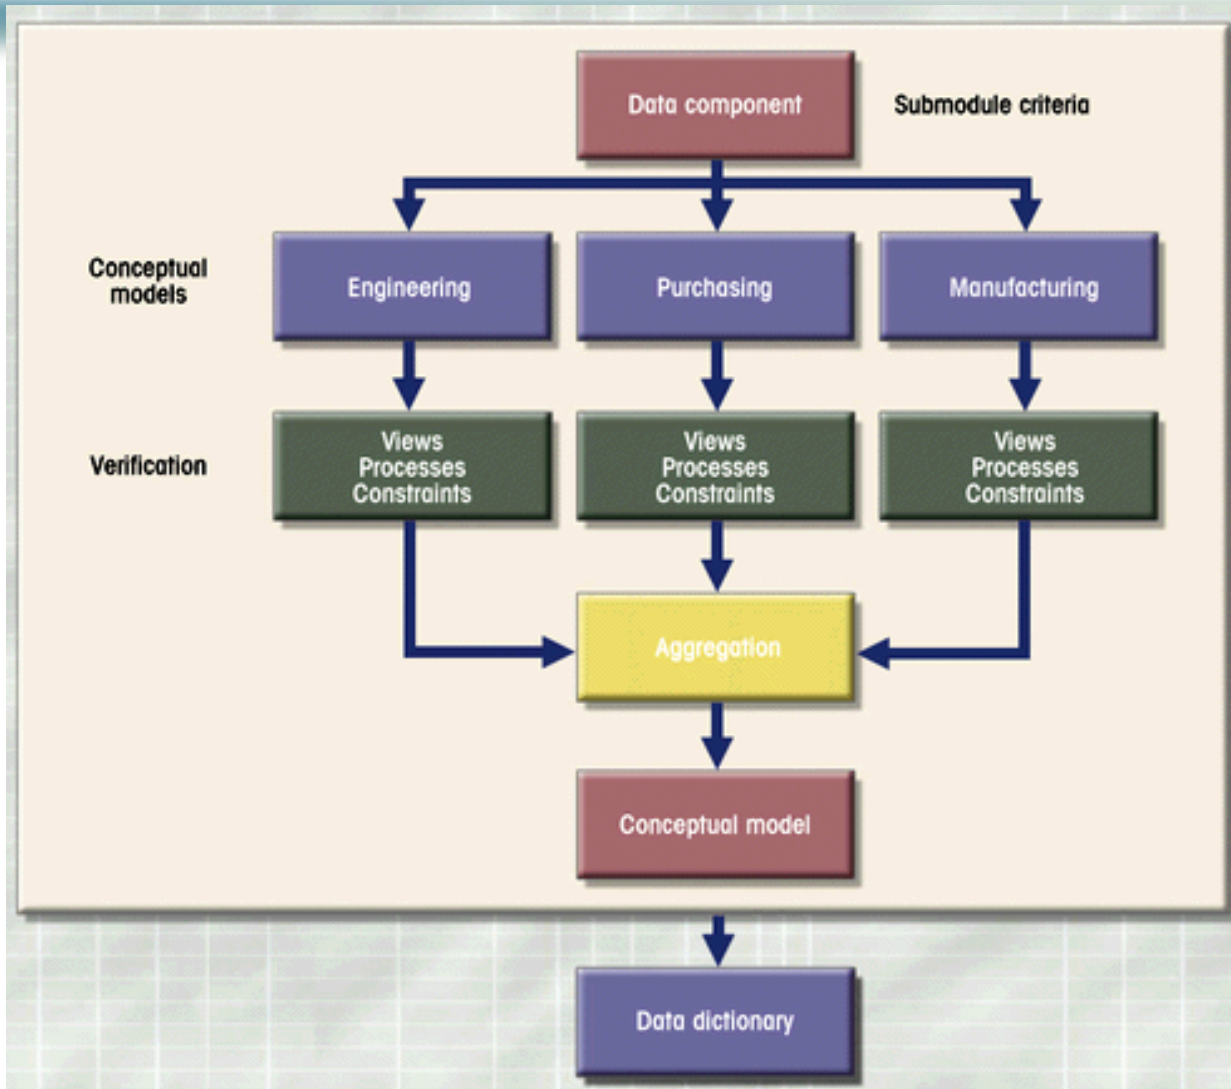 Data component
Submodule criteria
Conceptual
models
Engineering
Purchasing
Manufacturing
Verification
Views
Processes
Constraints
Views
Processes
Constraints
Views
Processes
Constraints
Aggregation
Conceptual model
Data dictionary